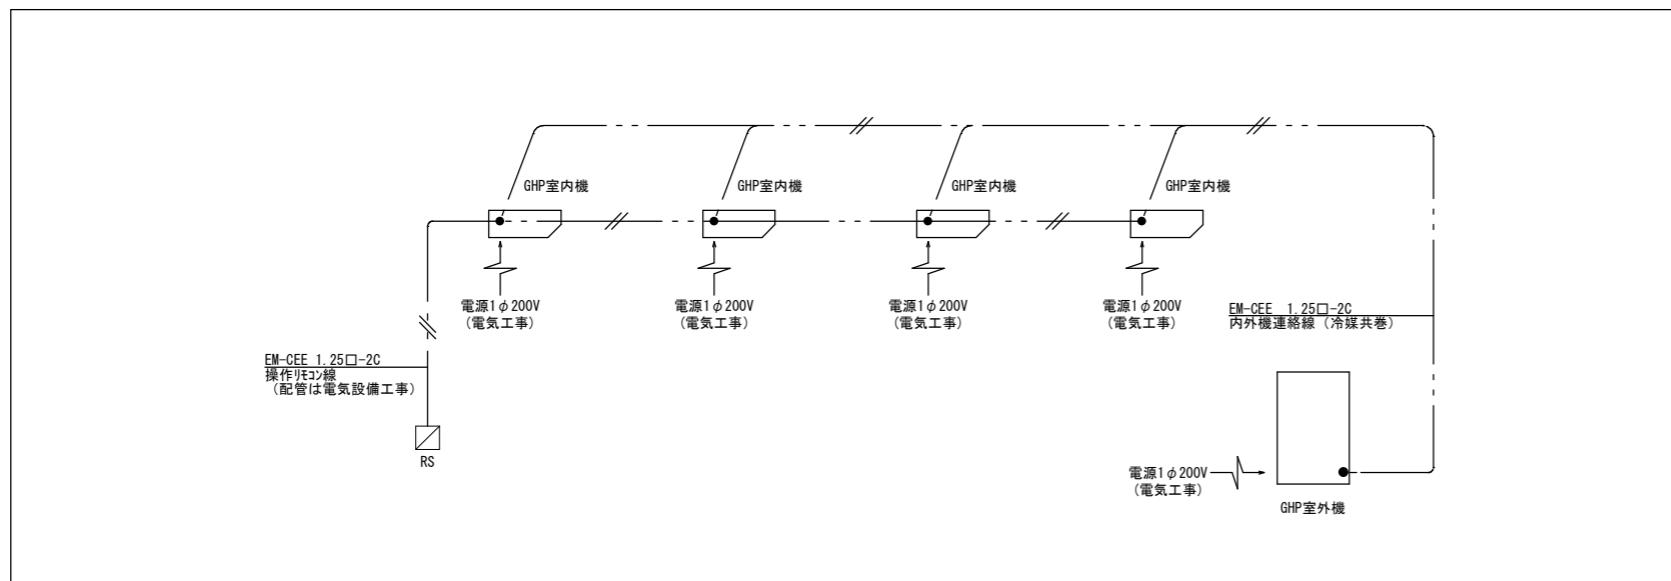 GHP室内機
GHP室内機
GHP室内機
GHP室内機
電源1φ200V
(電気工事)
電源1φ200V
(電気工事)
電源1φ200V
(電気工事)
電源1φ200V
(電気工事)
EM-CEE 1.25□-2C
内外機連絡線（冷媒共巻）
EM-CEE 1.25□-2C
操作ﾘﾓｺﾝ線
（配管は電気設備工事）
RS
電源1φ200V
(電気工事)
GHP室外機